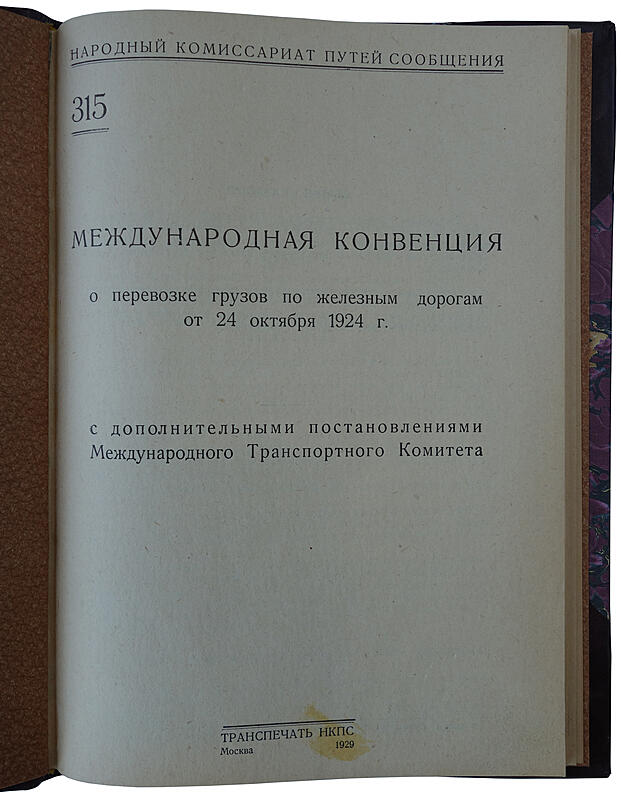 НАРОДНЫЙ КОМИССАРИАТ ПУТЕЙ СООБЩЕНИЯ
315
МЕЖДУНАРОДНАЯ КОНВЕНЦИЯ
о перевозке грузов по железным дорогам
от 24 октября 1924 г.
с дополнительными постановлениями
Международного Транспортного Комитета
ТРАНСПЕЧАТЬ НКПС
Москва 1929